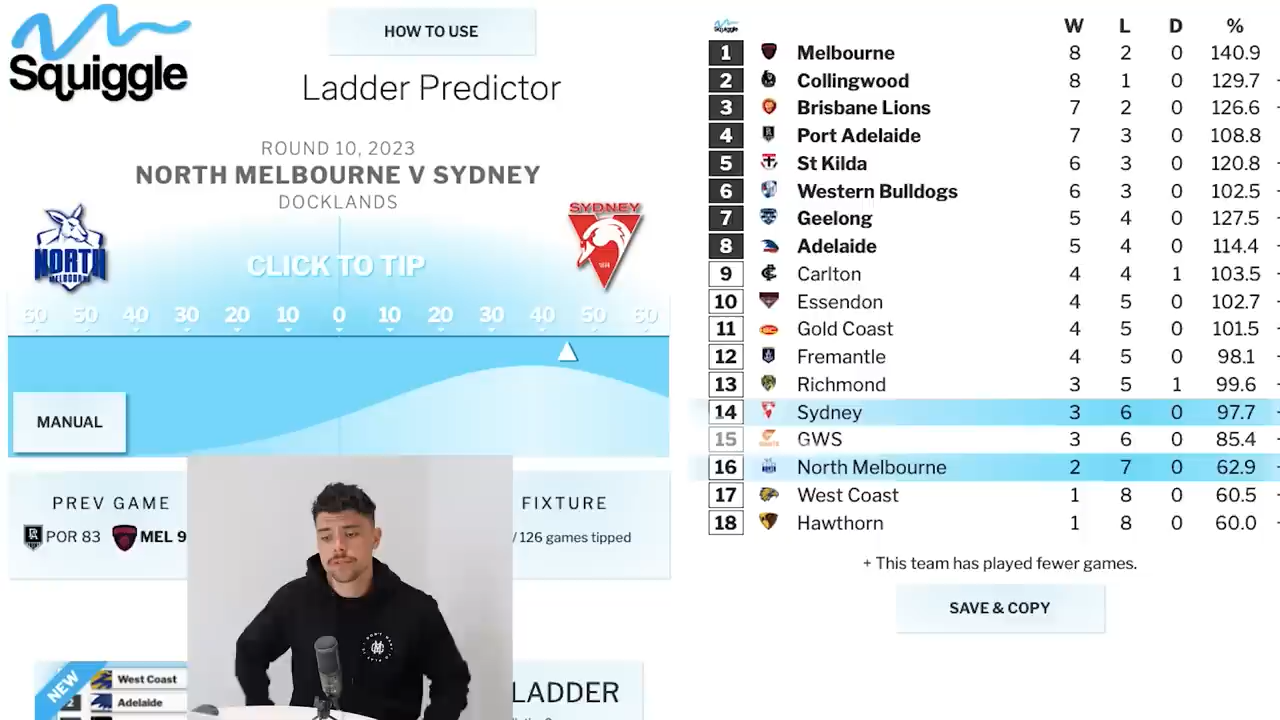 Squiggle
HOW TO USE
Ladder Predictor
ROUND 10, 2023
NORTH MELBOURNE V SYDNEY
DOCKLANDS
NORTH
MELBOURNE
SYDNEY
CLICK TO TIP
60 50 40 30 20 10 0 10 20 30 40 50 60
MANUAL
PREV GAME
POR 83 MEL 9
FIXTURE
/ 126 games tipped
NEW
West Coast
Adelaide
LADDER
Squiggle W L D %
1 Melbourne 8 2 0 140.9
2 Collingwood 8 1 0 129.7
3 Brisbane Lions 7 2 0 126.6
4 Port Adelaide 7 3 0 108.8
5 St Kilda 6 3 0 120.8
6 Western Bulldogs 6 3 0 102.5
7 Geelong 5 4 0 127.5
8 Adelaide 5 4 0 114.4
9 Carlton 4 4 1 103.5
10 Essendon 4 5 0 102.7
11 Gold Coast 4 5 0 101.5
12 Fremantle 4 5 0 98.1
13 Richmond 3 5 1 99.6
14 Sydney 3 6 0 97.7
15 GWS 3 6 0 85.4
16 North Melbourne 2 7 0 62.9
17 West Coast 1 8 0 60.5
18 Hawthorn 1 8 0 60.0
+ This team has played fewer games.
SAVE & COPY